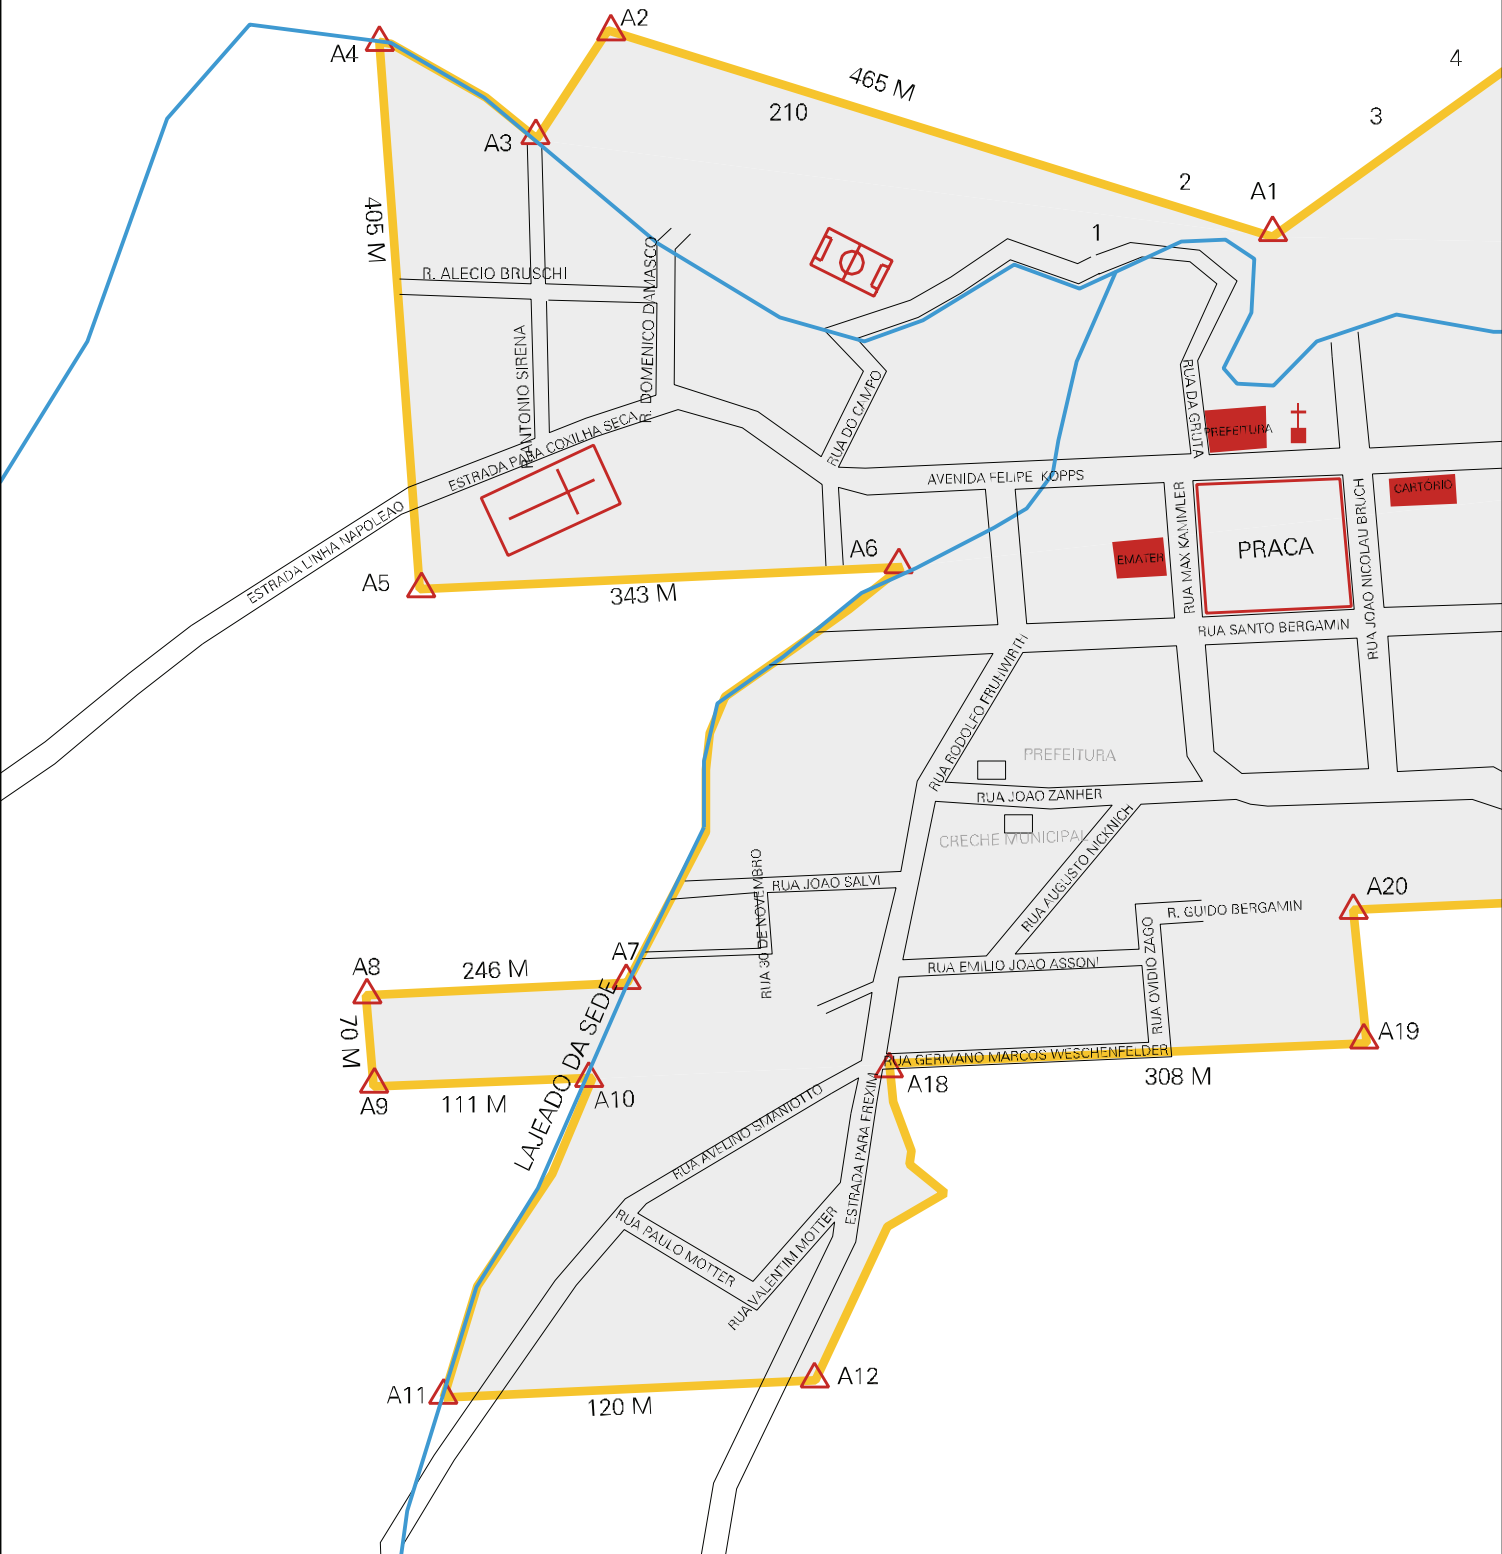 A2
4
A4
465 M
210
3
A3
2
A1
405 M
1
R. ALECIO BRUSCHI
R. DOMENICO DAMASCO
R. ANTONIO SIRENA
RUA DO CAMPO
RUA DA GRUTA
PREFEITURA
ESTRADA PARA COXILHA SECA
AVENIDA FELIPE KOPPS
CARTÓRIO
ESTRADA LINHA NAPOLEAO
RUA MAX KAMMLER
RUA JOAO NICOLAU BRUCH
A6
EMATER
PRACA
A5
343 M
RUA SANTO BERGAMIN
RUA RODOLFO FRUHWIRTH
PREFEITURA
RUA JOAO ZANHER
CRECHE MUNICIPAL
RUA AUGUSTO NICKNICH
RUA JOAO SALVI
RUA 30 DE NOVEMBRO
A20
R. GUIDO BERGAMIN
A7
A8
246 M
RUA EMILIO JOAO ASSONI
RUA OVIDIO ZAGO
70 M
LAJEADO DA SEDE
A19
RUA GERMANO MARCOS WESCHENFELDER
308 M
A18
A9
111 M
A10
RUA AVELINO SMANIOTTO
ESTRADA PARA FREXIM
RUA PAULO MOTTER
RUA VALENTIM MOTTER
A12
A11
120 M